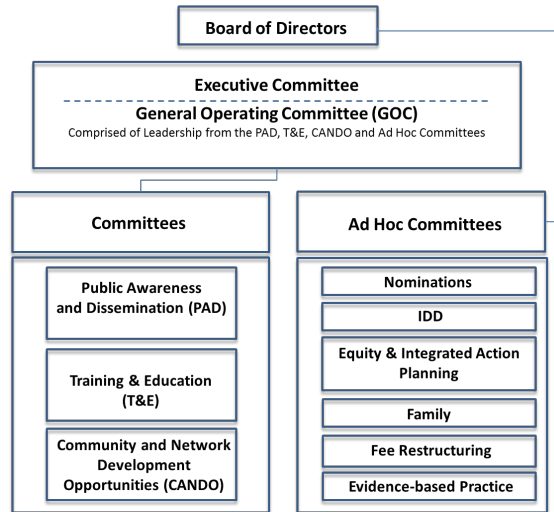 Board of Directors
Executive Committee
General Operating Committee (GOC)
Comprised of Leadership from the PAD, T&E, CANDO and Ad Hoc Committees
Committees
Public Awareness
and Dissemination (PAD)
Training & Education
(T&E)
Community and Network
Development
Opportunities (CANDO)
Ad Hoc Committees
Nominations
IDD
Equity & Integrated Action
Planning
Family
Fee Restructuring
Evidence-based Practice